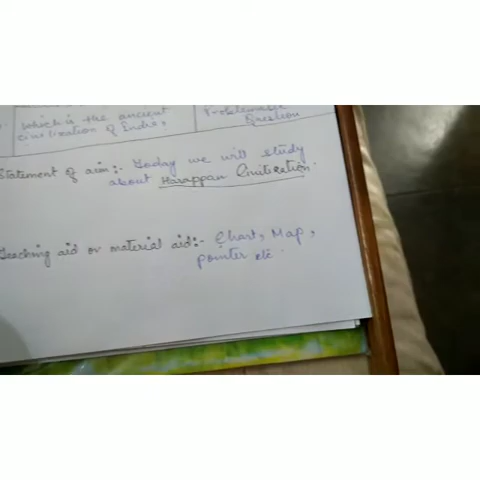 which is the ancient
civilization of India?
Problematic
Question
Statement of aim:- Today we will study
about Harappan Civilization.
Teaching aid or material aid:- Chart, Map,
pointer etc.